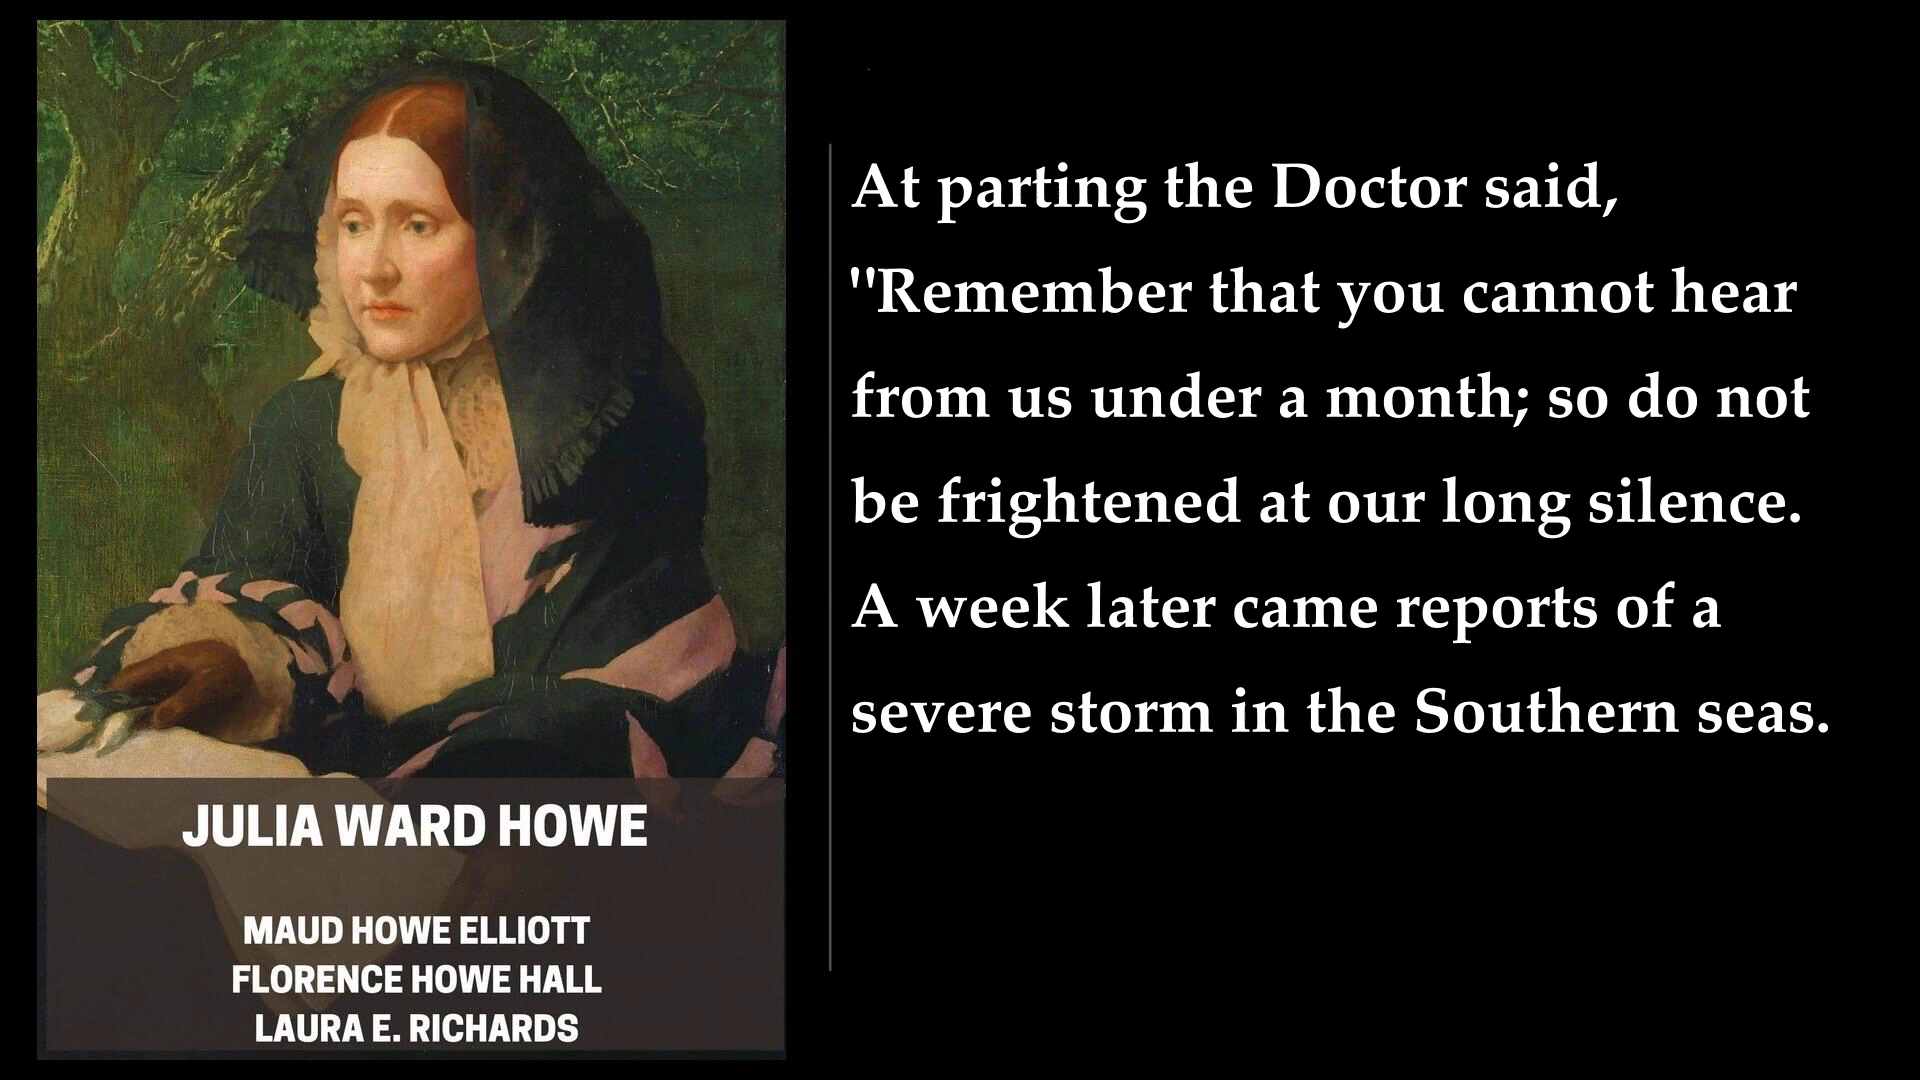 JULIA WARD HOWE
MAUD HOWE ELLIOTT
FLORENCE HOWE HALL
LAURA E. RICHARDS
At parting the Doctor said,
"Remember that you cannot hear
from us under a month; so do not
be frightened at our long silence.
A week later came reports of a
severe storm in the Southern seas.